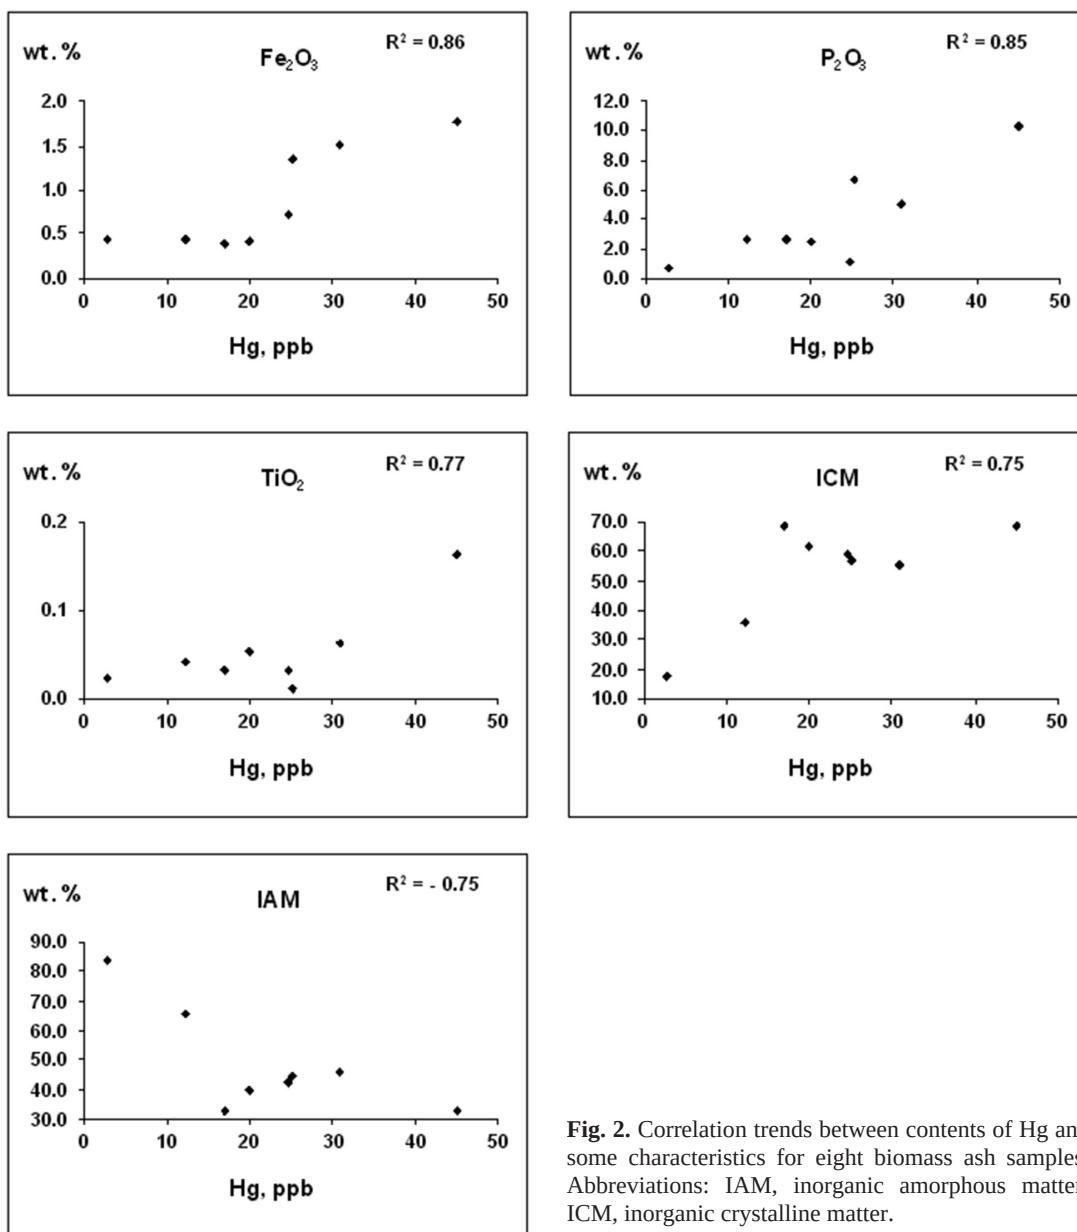 R² = 0.86
wt. %
Fe₂O₃
2.0
1.5
1.0
0.5
0.0
0 10 20 30 40 50
Hg, ppb
R² = 0.85
wt. %
P₂O₃
12.0
10.0
8.0
6.0
4.0
2.0
0.0
0 10 20 30 40 50
Hg, ppb
R² = 0.77
wt. %
TiO₂
0.2
0.1
0.0
0 10 20 30 40 50
Hg, ppb
R² = 0.75
wt. %
ICM
70.0
60.0
50.0
40.0
30.0
20.0
10.0
0 10 20 30 40 50
Hg, ppb
R² = - 0.75
wt. %
IAM
90.0
80.0
70.0
60.0
50.0
40.0
30.0
0 10 20 30 40 50
Hg, ppb
Fig. 2. Correlation trends between contents of Hg an
some characteristics for eight biomass ash samples
Abbreviations: IAM, inorganic amorphous matter
ICM, inorganic crystalline matter.